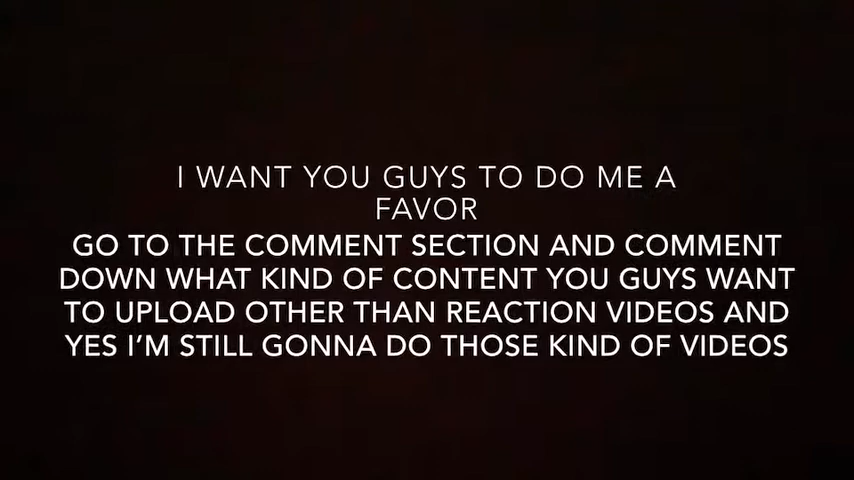 I WANT YOU GUYS TO DO ME A
FAVOR
GO TO THE COMMENT SECTION AND COMMENT
DOWN WHAT KIND OF CONTENT YOU GUYS WANT
TO UPLOAD OTHER THAN REACTION VIDEOS AND
YES I’M STILL GONNA DO THOSE KIND OF VIDEOS